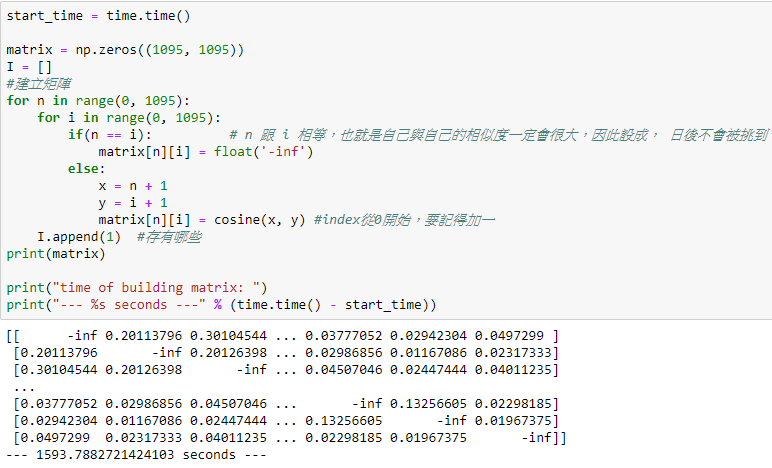 start_time = time.time()

matrix = np.zeros((1095, 1095))
I = []
#建立矩陣
for n in range(0, 1095):
    for i in range(0, 1095):
        if(n == i):          # n 跟 i 相等，也就是自己與自己的相似度一定會很大，因此設成， 日後不會被挑到
            matrix[n][i] = float('-inf')
        else:
            x = n + 1
            y = i + 1
            matrix[n][i] = cosine(x, y) #index從0開始，要記得加一
    I.append(1)  #存有哪些
print(matrix)

print("time of building matrix: ")
print("--- %s seconds ---" % (time.time() - start_time))
[[      -inf 0.20113796 0.30104544 ... 0.03777052 0.02942304 0.0497299 ]
 [0.20113796       -inf 0.20126398 ... 0.02986856 0.01167086 0.02317333]
 [0.30104544 0.20126398       -inf ... 0.04507046 0.02447444 0.04011235]
 ...
 [0.03777052 0.02986856 0.04507046 ...       -inf 0.13256605 0.02298185]
 [0.02942304 0.01167086 0.02447444 ... 0.13256605       -inf 0.01967375]
 [0.0497299  0.02317333 0.04011235 ... 0.02298185 0.01967375       -inf]]
--- 1593.7882721424103 seconds ---